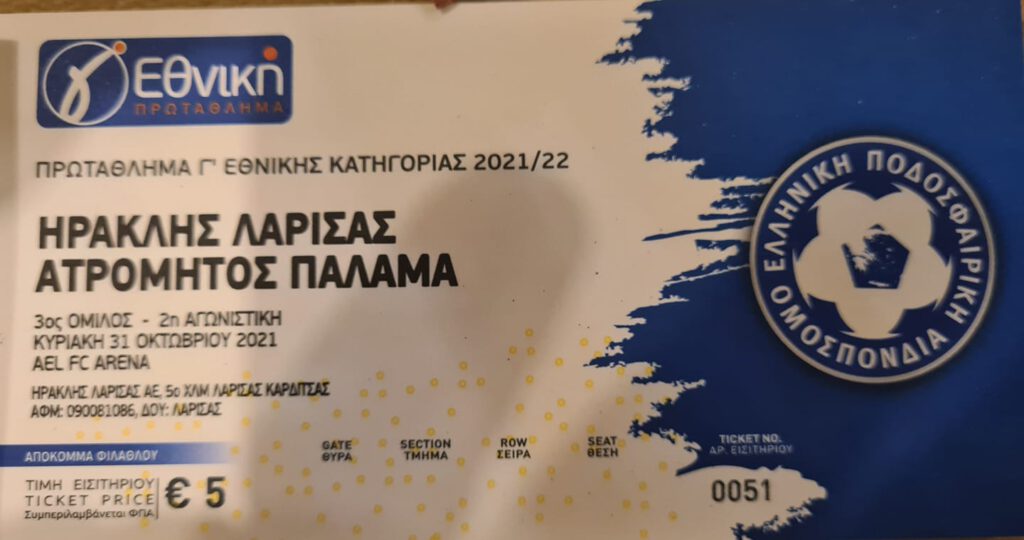 γ Εθνική
ΠΡΩΤΑΘΛΗΜΑ
ΠΡΩΤΑΘΛΗΜΑ Γ' ΕΘΝΙΚΗΣ ΚΑΤΗΓΟΡΙΑΣ 2021/22
ΗΡΑΚΛΗΣ ΛΑΡΙΣΑΣ
ΑΤΡΟΜΗΤΟΣ ΠΑΛΑΜΑ
3ος ΟΜΙΛΟΣ - 2η ΑΓΩΝΙΣΤΙΚΗ
ΚΥΡΙΑΚΗ 31 ΟΚΤΩΒΡΙΟΥ 2021
AEL FC ARENA
ΗΡΑΚΛΗΣ ΛΑΡΙΣΑΣ ΑΕ, 5ο ΧΛΜ ΛΑΡΙΣΑΣ ΚΑΡΔΙΤΣΑΣ
ΑΦΜ: 090081086, ΔΟΥ: ΛΑΡΙΣΑΣ
ΕΛΛΗΝΙΚΗ ΠΟΔΟΣΦΑΙΡΙΚΗ ΟΜΟΣΠΟΝΔΙΑ
ΑΠΟΚΟΜΜΑ ΦΙΛΑΘΛΟΥ
GATE SECTION ROW SEAT TICKET NO.
ΘΥΡΑ ΤΜΗΜΑ ΣΕΙΡΑ ΘΕΣΗ ΑΡ. ΕΙΣΙΤΗΡΙΟΥ
ΤΙΜΗ ΕΙΣΙΤΗΡΙΟΥ
TICKET PRICE
Συμπεριλαμβάνεται ΦΠΑ
€ 5
0051